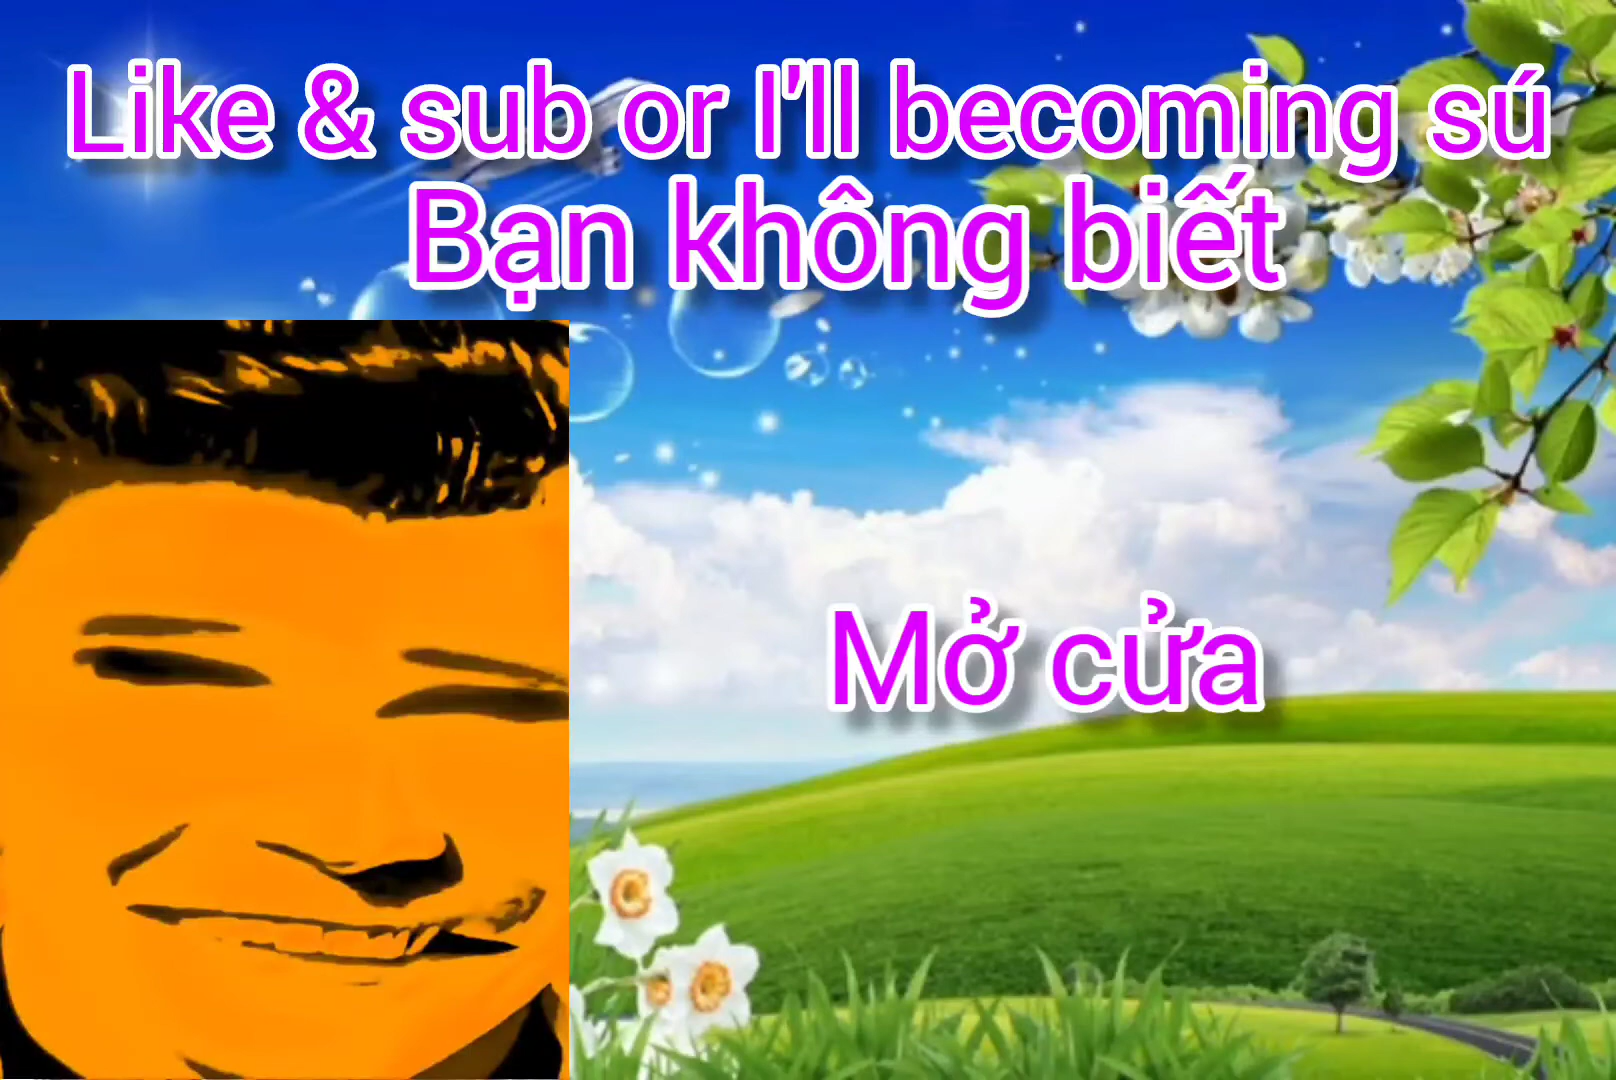 Like & sub or I'll becoming sú
Bạn không biết
Mở cửa